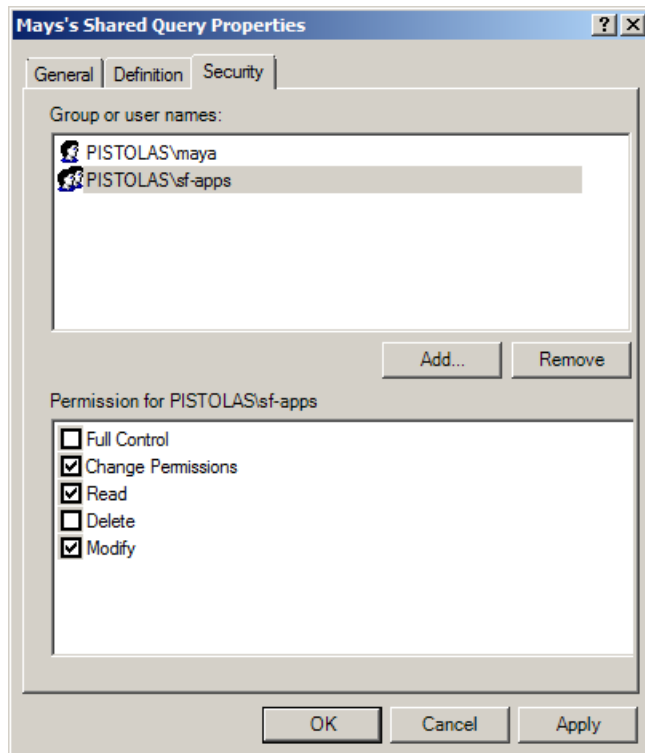 Mays's Shared Query Properties
General Definition Security
Group or user names:
PISTOLAS\maya
PISTOLAS\sf-apps
Add... Remove
Permission for PISTOLAS\sf-apps
Full Control
Change Permissions
Read
Delete
Modify
OK Cancel Apply